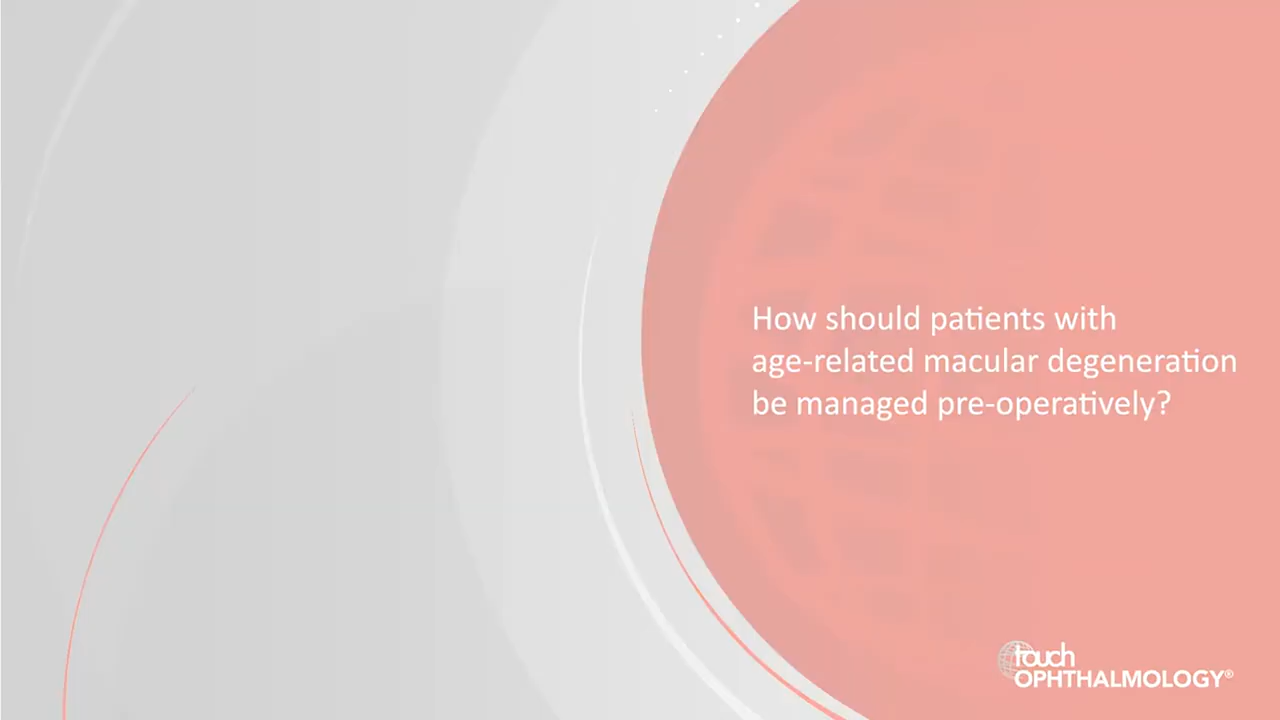 How should patients with
age-related macular degeneration
be managed pre-operatively?
touch
OPHTHALMOLOGY®